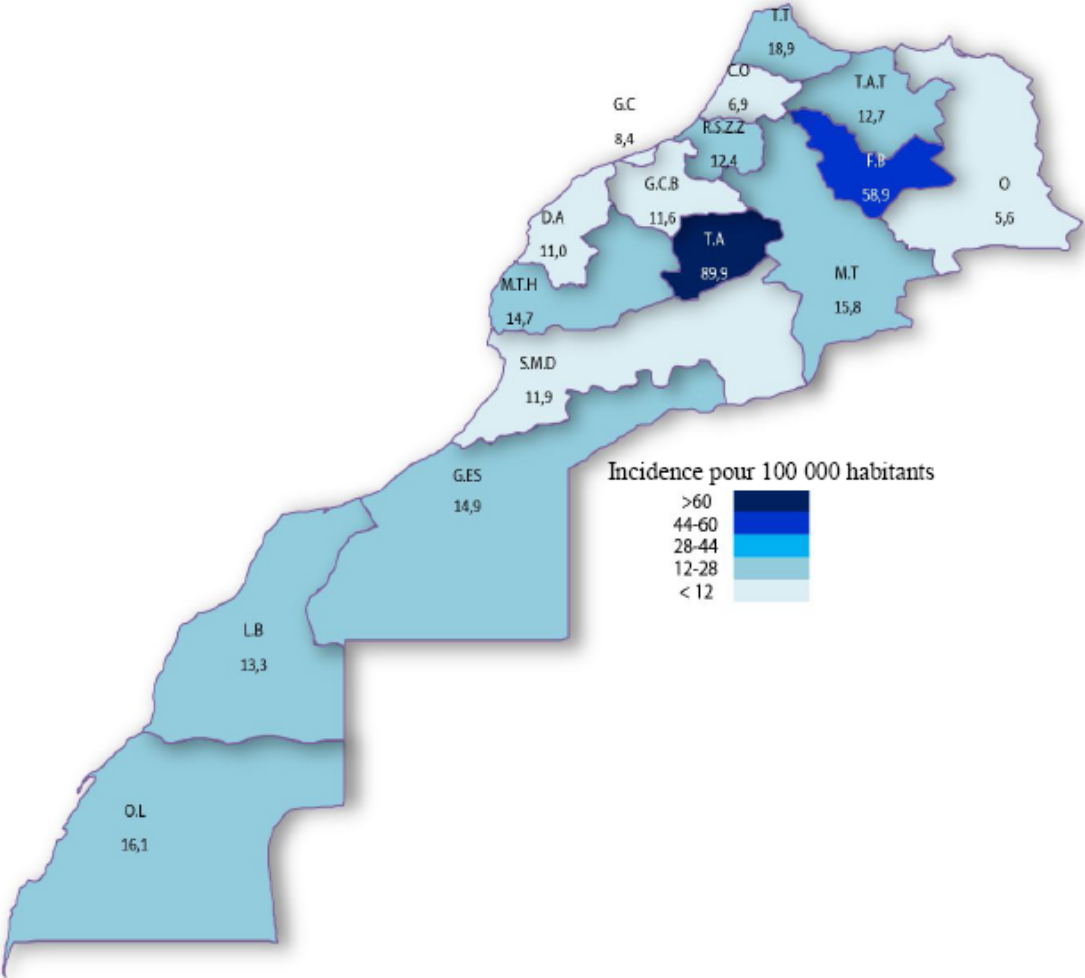 T.T
18,9
C.O
6,9
T.A.T
12,7
G.C
8,4
R.S.Z.Z
12,4
F.B
58,9
G.C.B
11,6
O
5,6
D.A
11,0
T.A
89,9
M.T
15,8
M.T.H
14,7
S.M.D
11,9
G.ES
14,9
Incidence pour 100 000 habitants
>60
44-60
28-44
12-28
< 12
L.B
13,3
O.L
16,1